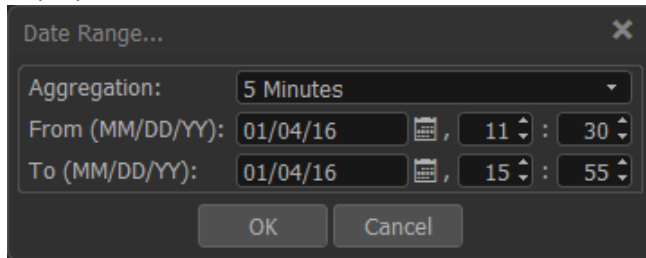 Date Range...
Aggregation: 5 Minutes
From (MM/DD/YY): 01/04/16 , 11 : 30
To (MM/DD/YY): 01/04/16 , 15 : 55
OK Cancel